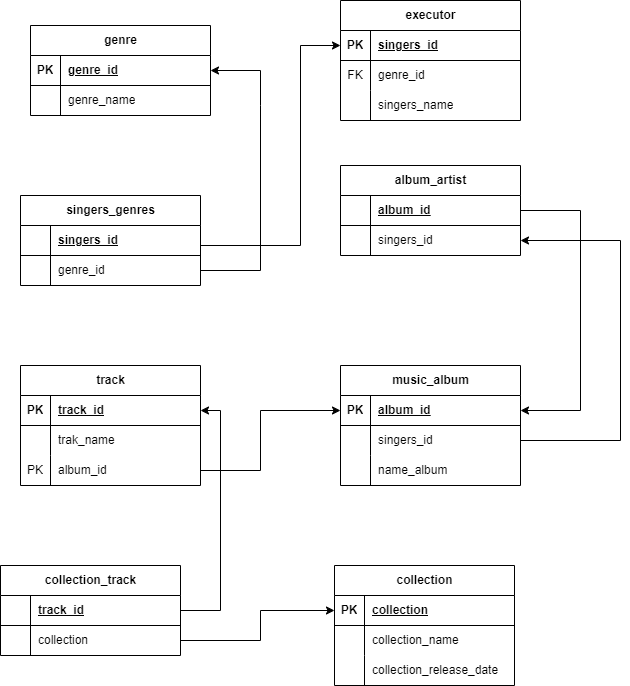 genre
PK genre_id
genre_name
executor
PK singers_id
FK genre_id
singers_name
singers_genres
singers_id
genre_id
album_artist
album_id
singers_id
track
PK track_id
trak_name
PK album_id
music_album
PK album_id
singers_id
name_album
collection_track
track_id
collection
collection
PK collection
collection_name
collection_release_date